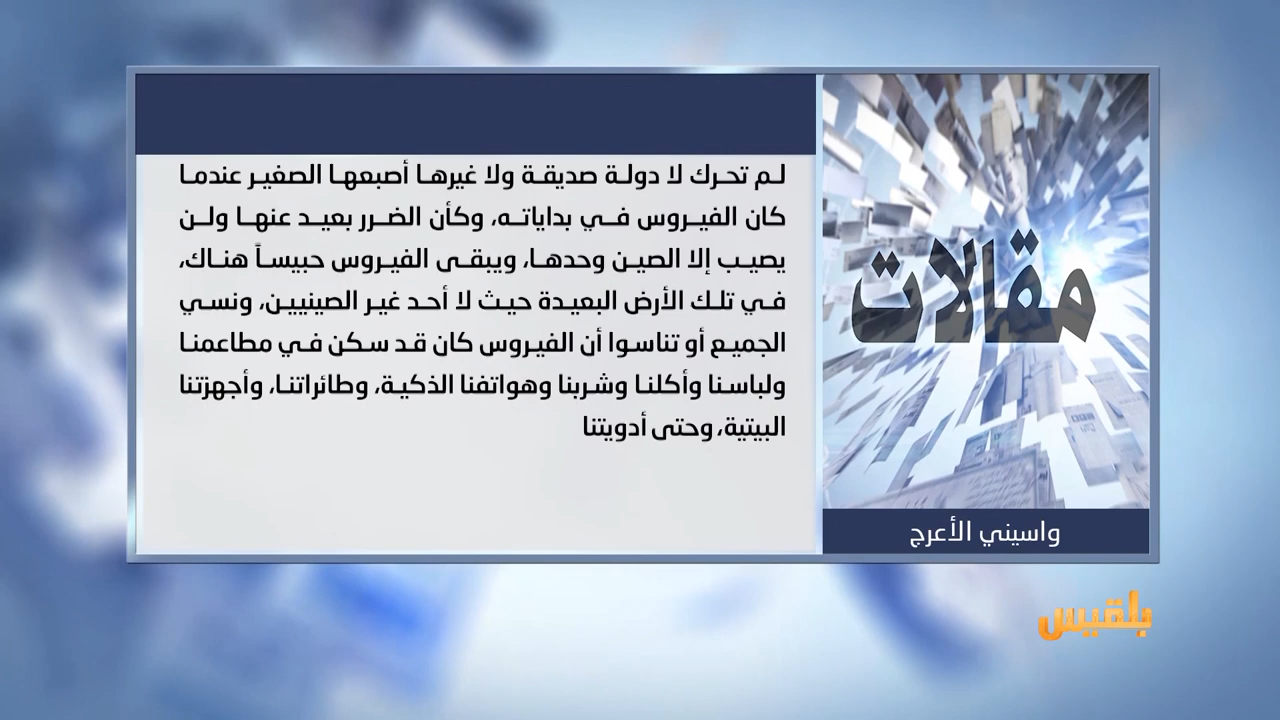 لم تحرك لا دولة صديقة ولا غيرها أصبعها الصغير عندما
كان الفيروس في بداياته، وكأن الضرر بعيد عنها ولن
يصيب إلا الصين وحدها، ويبقى الفيروس حبيساً هناك،
في تلك الأرض البعيدة حيث لا أحد غير الصينيين، ونسي
الجميع أو تناسوا أن الفيروس كان قد سكن في مطاعمنا
ولباسنا وأكلنا وشربنا وهواتفنا الذكية، وطائراتنا، وأجهزتنا
البيتية، وحتى أدويتنا
مقالات
واسيني الأعرج
بلقيس